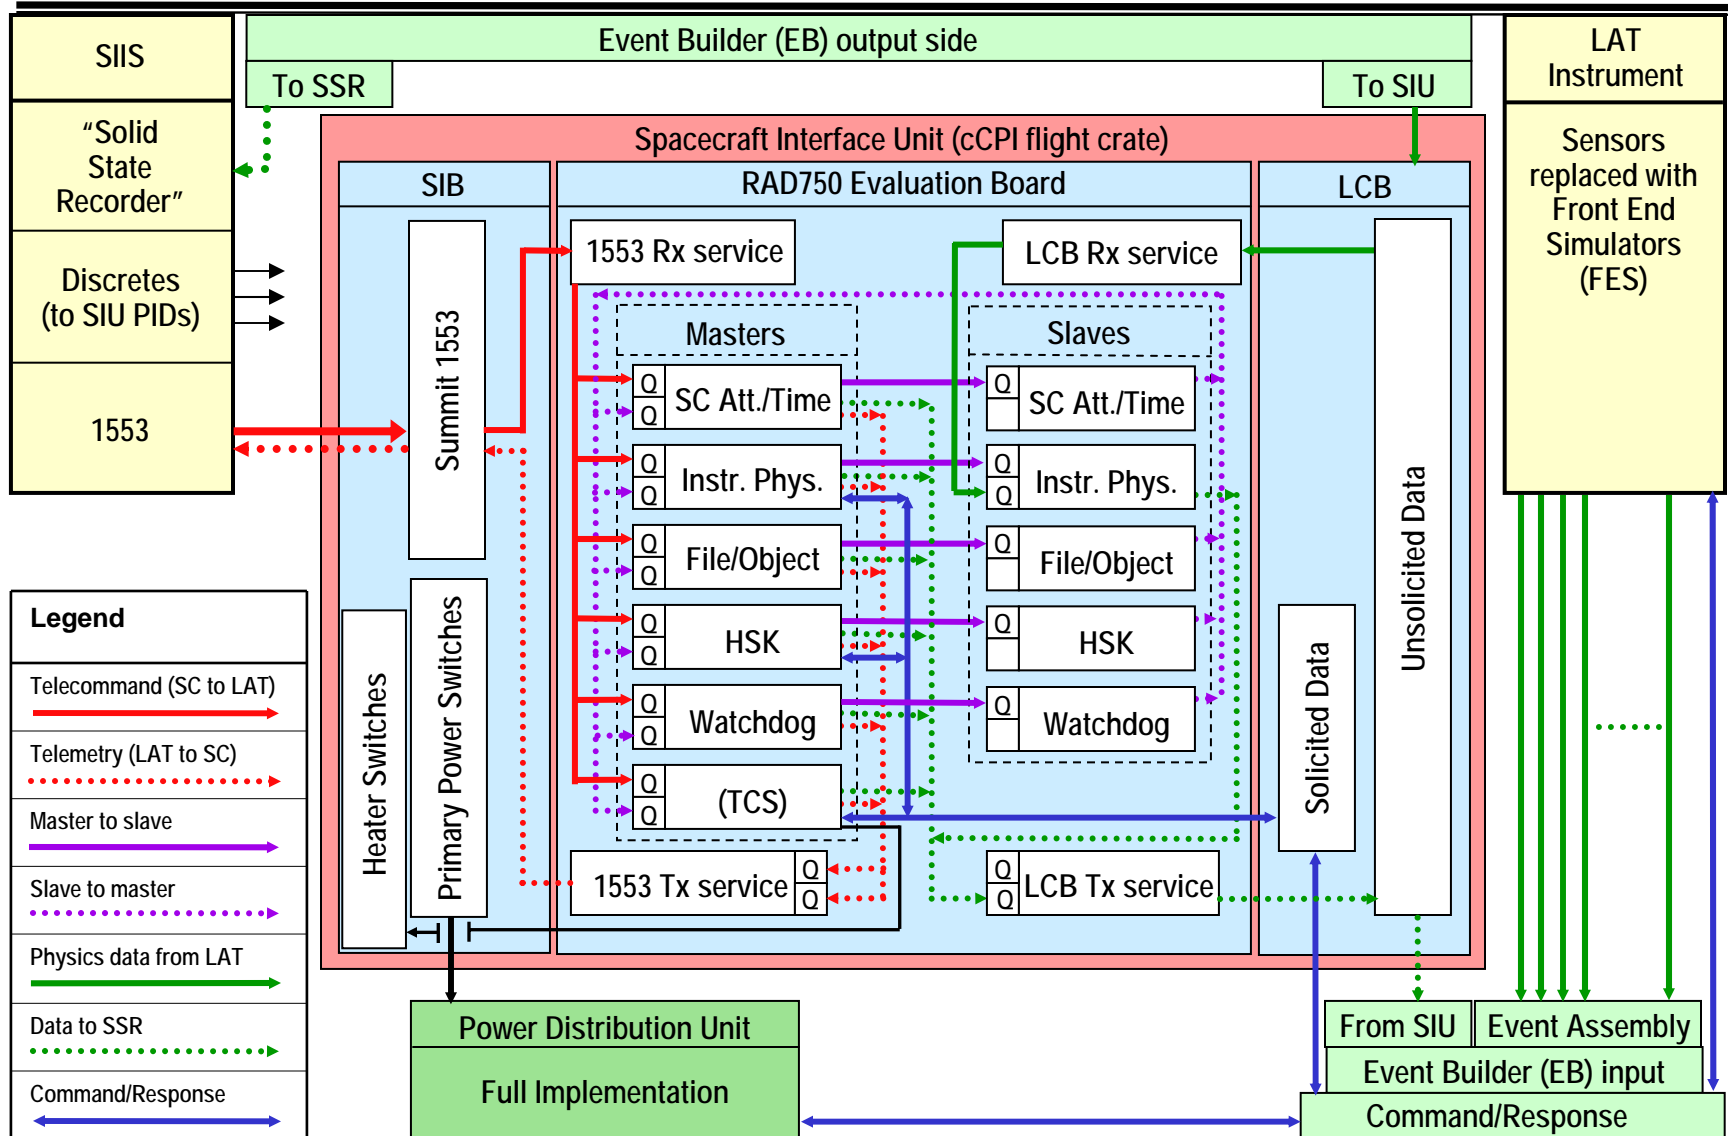 Event Builder (EB) output side
To SSR
To SIU
SIIS
“Solid
State
Recorder”
Discretes
(to SIU PIDs)
1553
LAT
Instrument
Sensors
replaced with
Front End
Simulators
(FES)
Spacecraft Interface Unit (cCPI flight crate)
SIB
RAD750 Evaluation Board
LCB
Summit 1553
Heater Switches
Primary Power Switches
1553 Rx service
LCB Rx service
Masters
Slaves
Q
Q
SC Att./Time
Q
SC Att./Time
Q
Q
Instr. Phys.
Q
Q
Instr. Phys.
Q
Q
File/Object
Q
File/Object
Q
Q
HSK
Q
HSK
Q
Q
Watchdog
Q
Watchdog
Q
Q
(TCS)
1553 Tx service
Q
Q
Q
Q
LCB Tx service
Solicited Data
Unsolicited Data
Legend
Telecommand (SC to LAT)
Telemetry (LAT to SC)
Master to slave
Slave to master
Physics data from LAT
Data to SSR
Command/Response
Power Distribution Unit
Full Implementation
From SIU
Event Assembly
Event Builder (EB) input
Command/Response